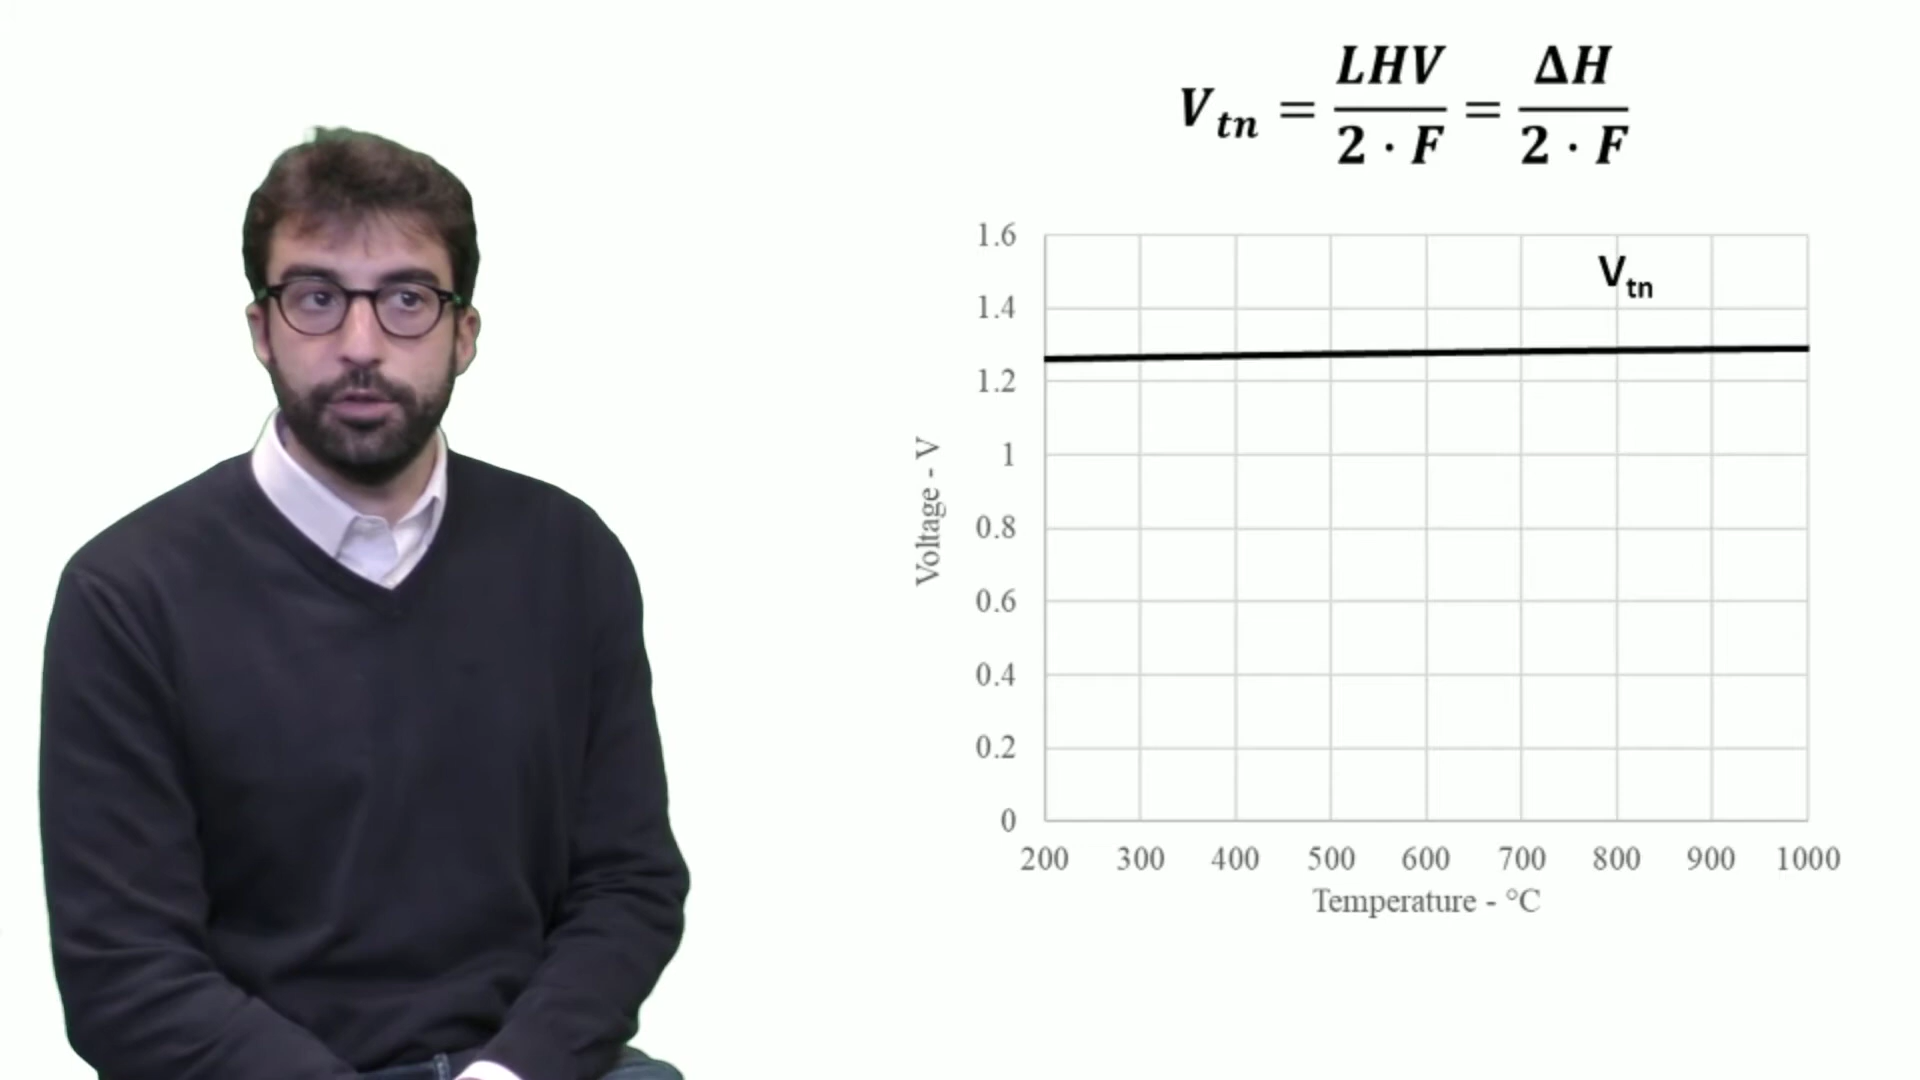 V_tn = LHV / 2 · F = ΔH / 2 · F
1.6
V_tn
1.4
1.2
1
0.8
0.6
0.4
0.2
0
Voltage - V
200 300 400 500 600 700 800 900 1000
Temperature - °C